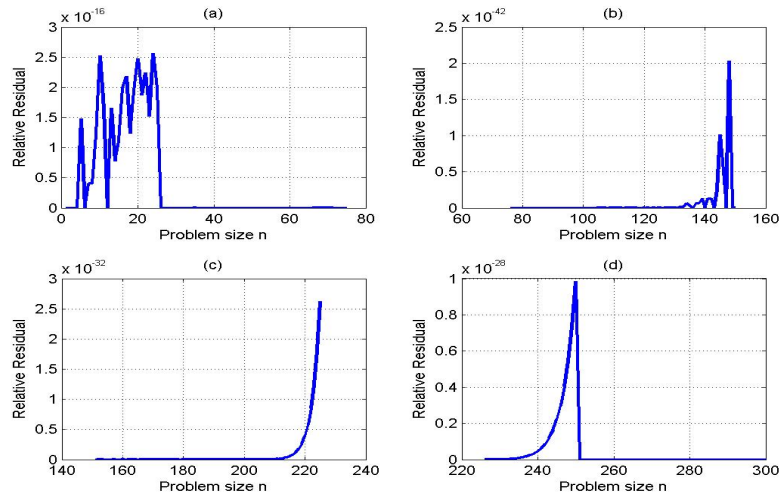 (a)
x 10-16
3
2.5
2
1.5
1
0.5
0
Relative Residual
0 20 40 60 80
Problem size n
(b)
x 10-42
2.5
2
1.5
1
0.5
0
Relative Residual
60 80 100 120 140 160
Problem size n
(c)
x 10-32
3
2.5
2
1.5
1
0.5
0
Relative Residual
140 160 180 200 220 240
Problem size n
(d)
x 10-28
1
0.8
0.6
0.4
0.2
0
Relative Residual
220 240 260 280 300
Problem size n